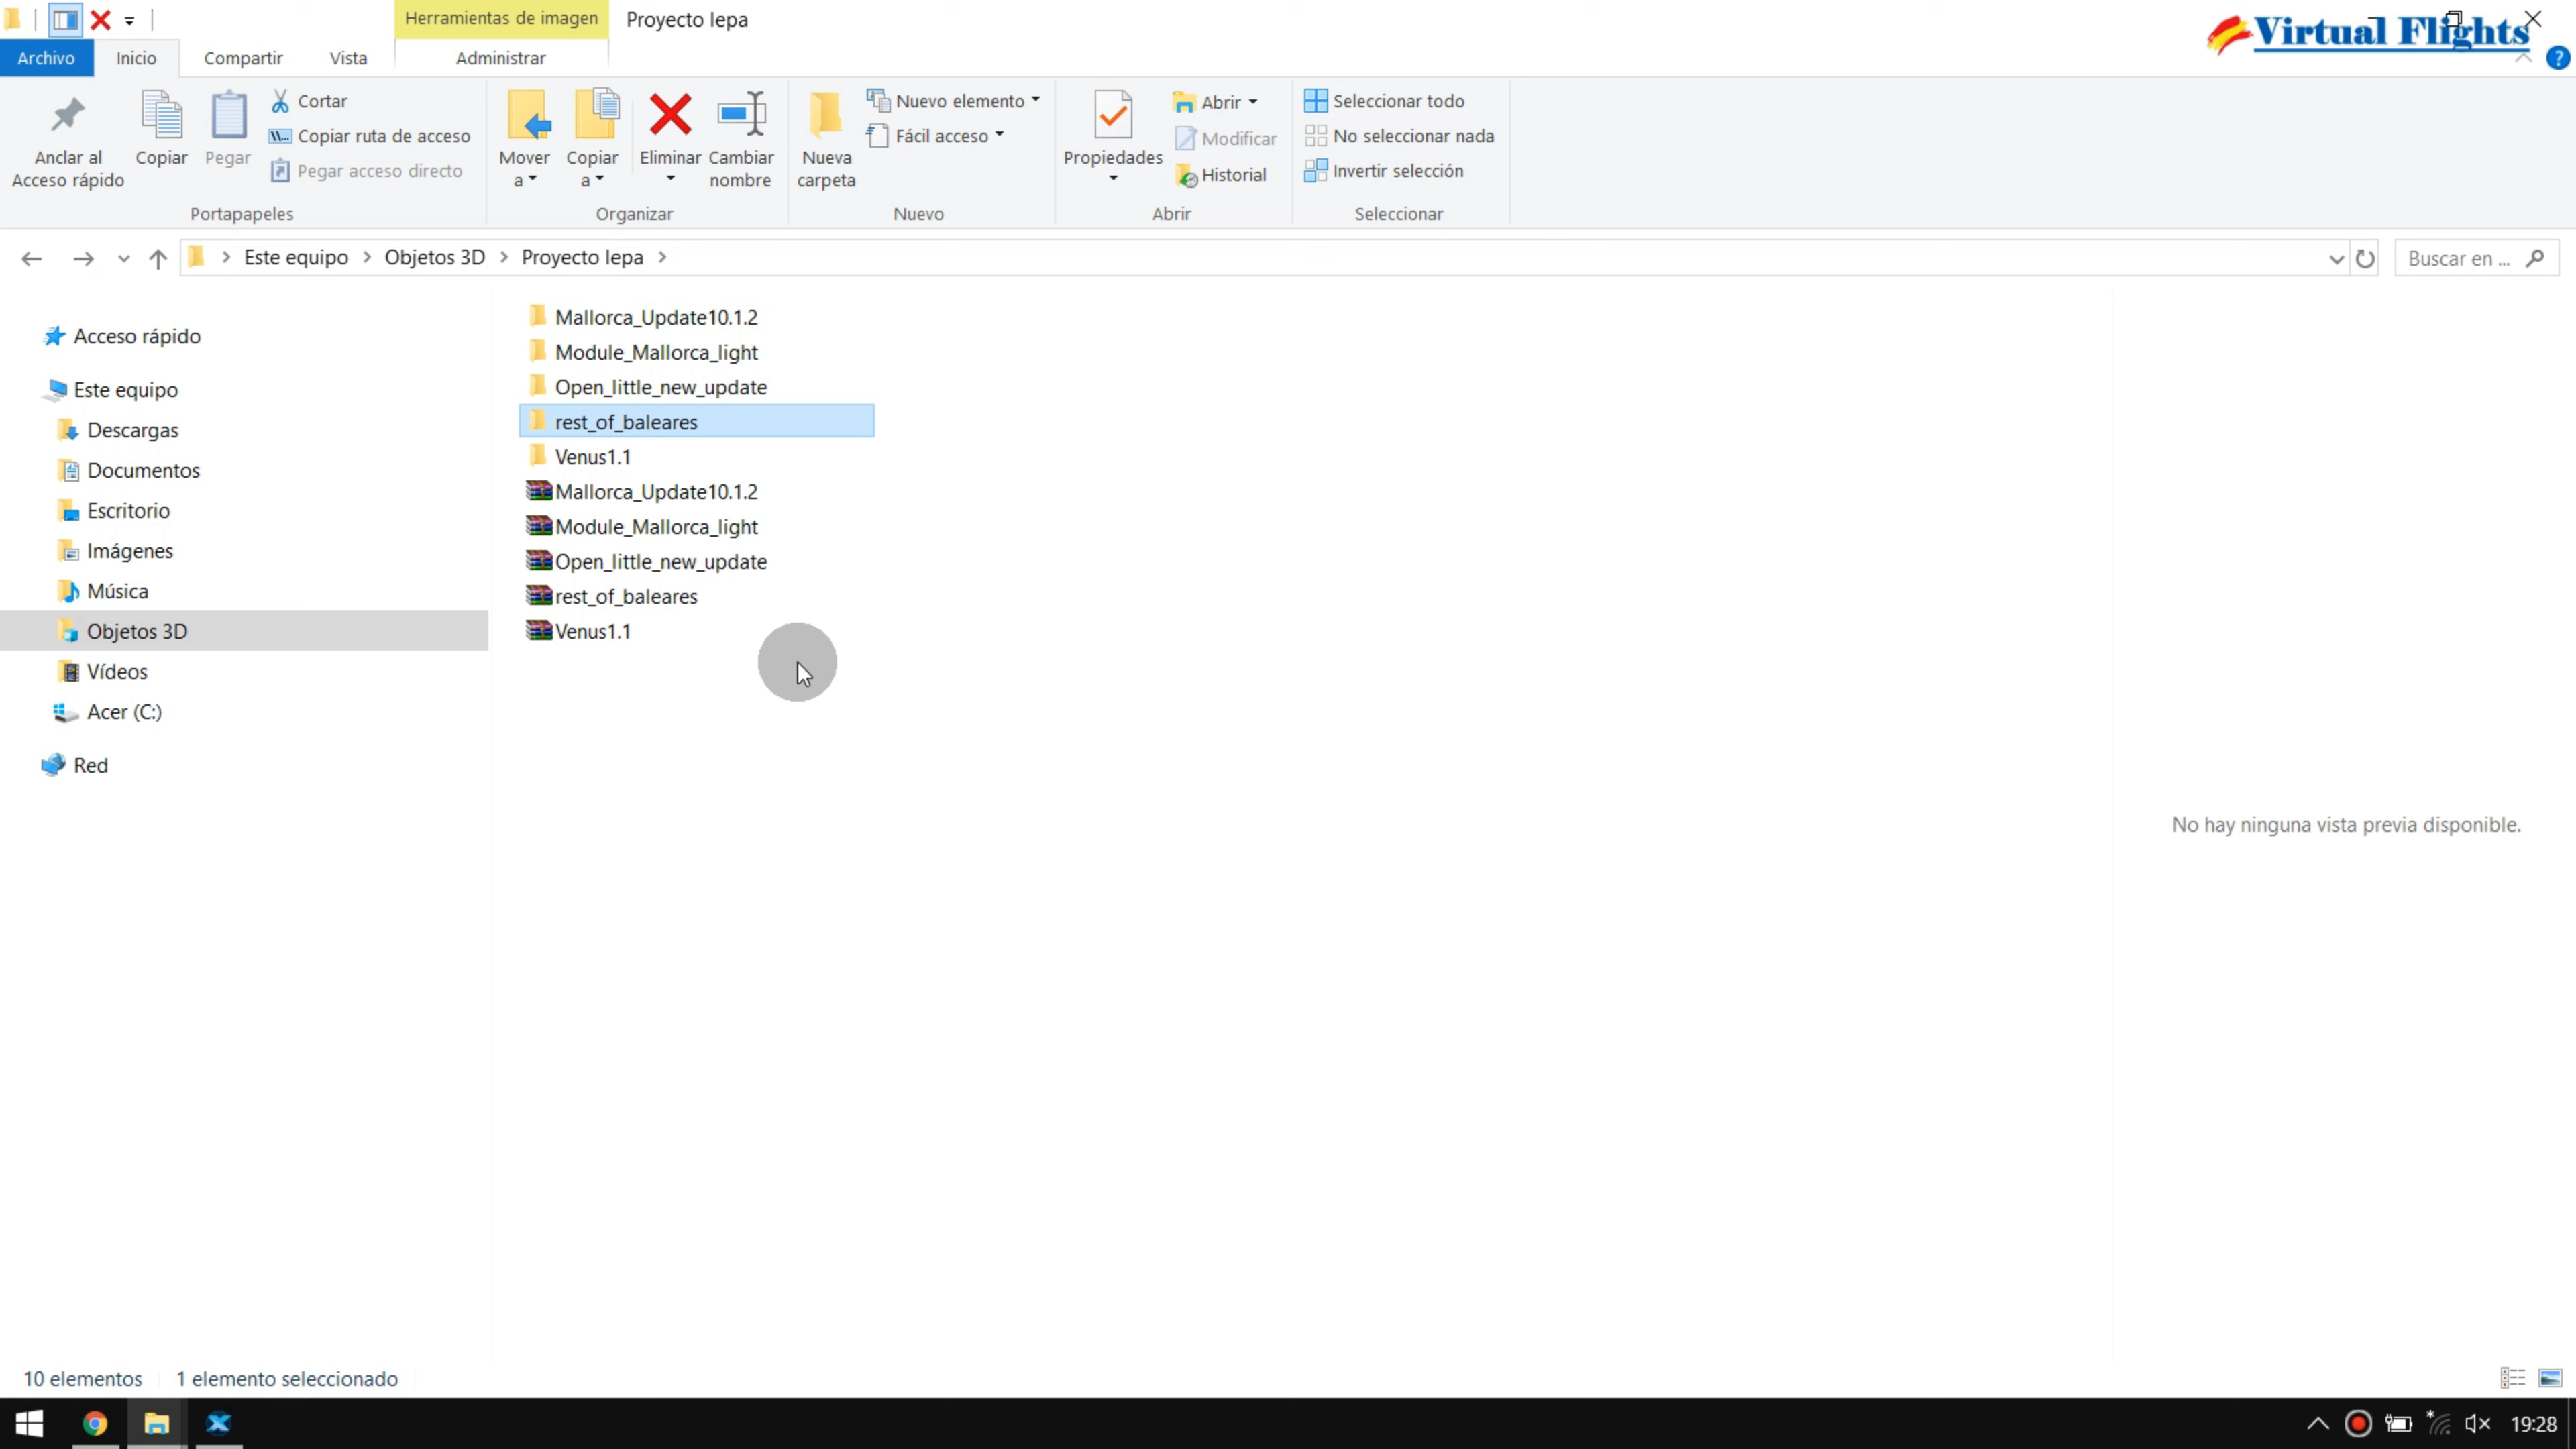 Herramientas de imagen
Proyecto lepa
Virtual Flights
Archivo
Inicio
Compartir
Vista
Administrar
Anclar al
Acceso rápido
Copiar
Pegar
Cortar
Copiar ruta de acceso
Pegar acceso directo
Portapapeles
Mover
a
Copiar
a
Eliminar
Cambiar
nombre
Organizar
Nueva
carpeta
Nuevo elemento
Fácil acceso
Nuevo
Propiedades
Abrir
Modificar
Historial
Abrir
Seleccionar todo
No seleccionar nada
Invertir selección
Seleccionar
Este equipo
Objetos 3D
Proyecto lepa
Buscar en ...
Acceso rápido
Este equipo
Descargas
Documentos
Escritorio
Imágenes
Música
Objetos 3D
Vídeos
Acer (C:)
Red
Mallorca_Update10.1.2
Module_Mallorca_light
Open_little_new_update
rest_of_baleares
Venus1.1
Mallorca_Update10.1.2
Module_Mallorca_light
Open_little_new_update
rest_of_baleares
Venus1.1
No hay ninguna vista previa disponible.
10 elementos
1 elemento seleccionado
19:28